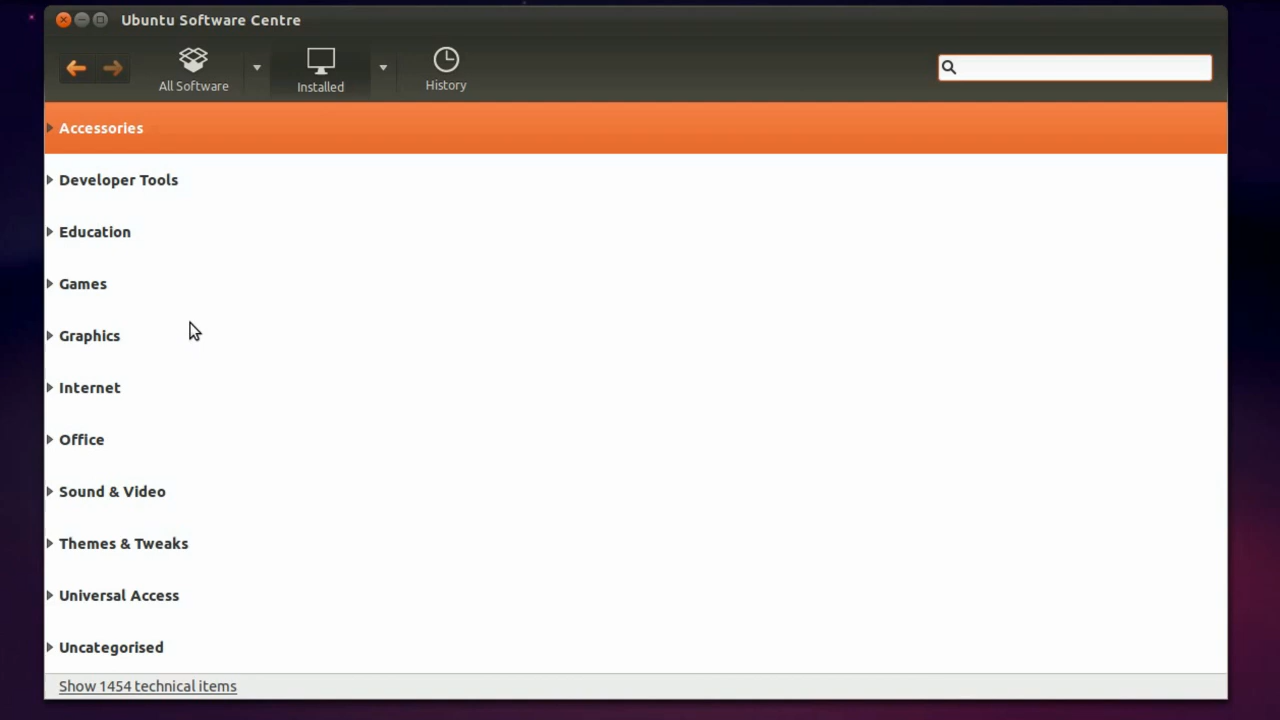 Ubuntu Software Centre
All Software
Installed
History
Accessories
Developer Tools
Education
Games
Graphics
Internet
Office
Sound & Video
Themes & Tweaks
Universal Access
Uncategorised
Show 1454 technical items